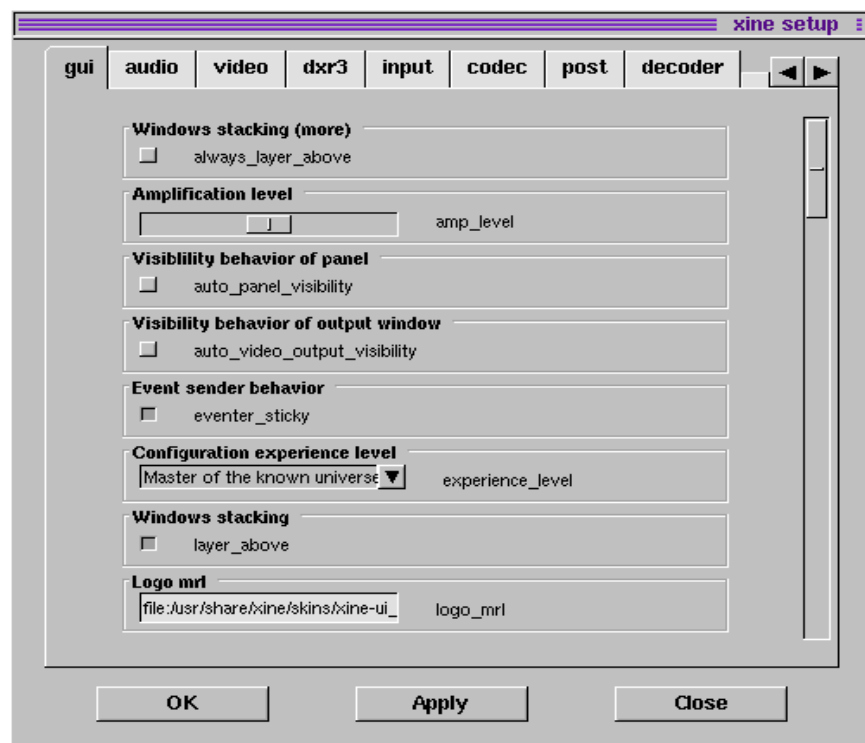 xine setup
gui audio video dxr3 input codec post decoder
Windows stacking (more)
always_layer_above
Amplification level
amp_level
Visiblility behavior of panel
auto_panel_visibility
Visibility behavior of output window
auto_video_output_visibility
Event sender behavior
eventer_sticky
Configuration experience level
Master of the known universe experience_level
Windows stacking
layer_above
Logo mrl
file:/usr/share/xine/skins/xine-ui_ logo_mrl
OK Apply Close